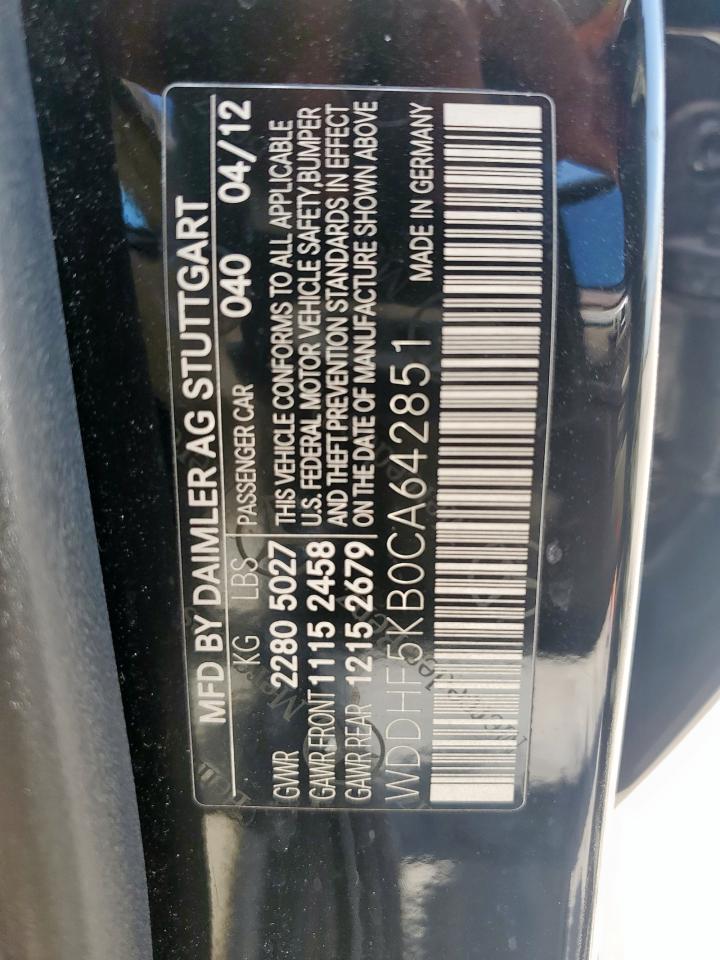 MFD BY DAIMLER AG STUTTGART
KG LBS PASSENGER CAR 040 04/12
GVWR 2280 5027 THIS VEHICLE CONFORMS TO ALL APPLICABLE
GAWR FRONT 1115 2458 U.S. FEDERAL MOTOR VEHICLE SAFETY, BUMPER
AND THEFT PREVENTION STANDARDS IN EFFECT
GAWR REAR 1215 2679 ON THE DATE OF MANUFACTURE SHOWN ABOVE
WDDHF5KB0CA642851 MADE IN GERMANY